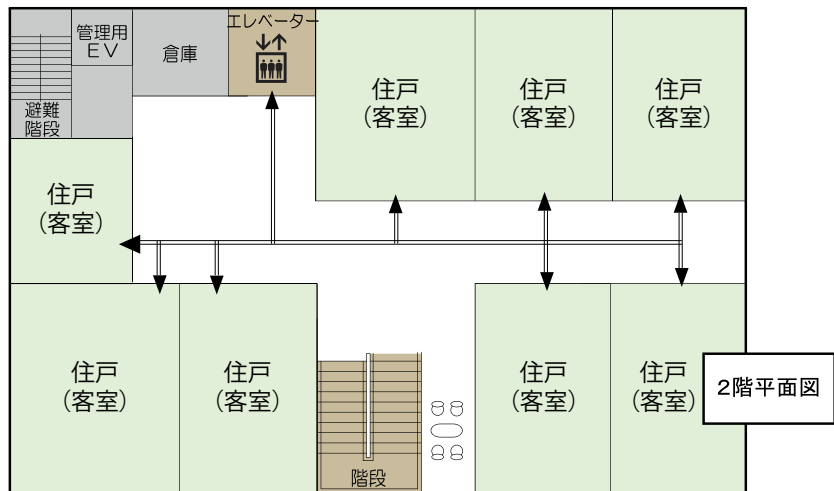 エレベーター
管理用
EV
倉庫
避難
階段
住戸
(客室)
住戸
(客室)
住戸
(客室)
住戸
(客室)
住戸
(客室)
住戸
(客室)
住戸
(客室)
住戸
(客室)
階段
2階平面図